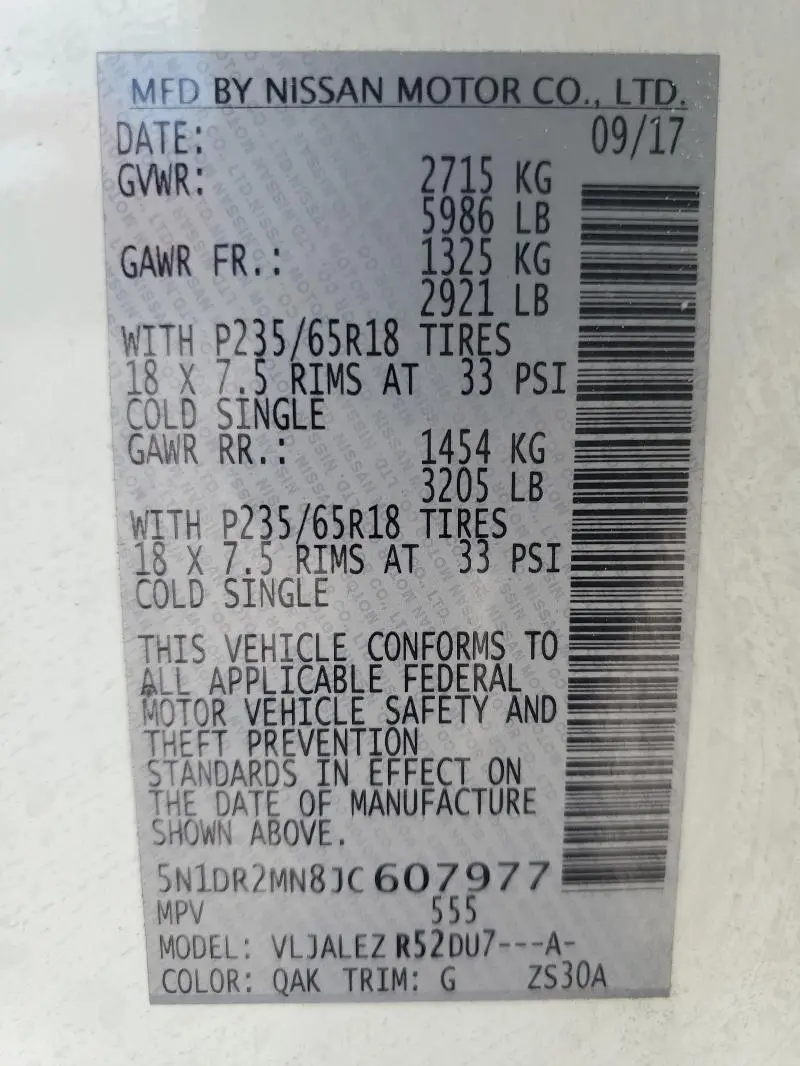 MFD BY NISSAN MOTOR CO., LTD.
DATE: 09/17
GVWR: 2715 KG
5986 LB
GAWR FR.: 1325 KG
2921 LB
WITH P235/65R18 TIRES
18 X 7.5 RIMS AT 33 PSI
COLD SINGLE
GAWR RR.: 1454 KG
3205 LB
WITH P235/65R18 TIRES
18 X 7.5 RIMS AT 33 PSI
COLD SINGLE
THIS VEHICLE CONFORMS TO
ALL APPLICABLE FEDERAL
MOTOR VEHICLE SAFETY AND
THEFT PREVENTION
STANDARDS IN EFFECT ON
THE DATE OF MANUFACTURE
SHOWN ABOVE.
5N1DR2MN8JC607977
MPV 555
MODEL: VLJALEZ R52DU7---A-
COLOR: QAK TRIM: G ZS30A